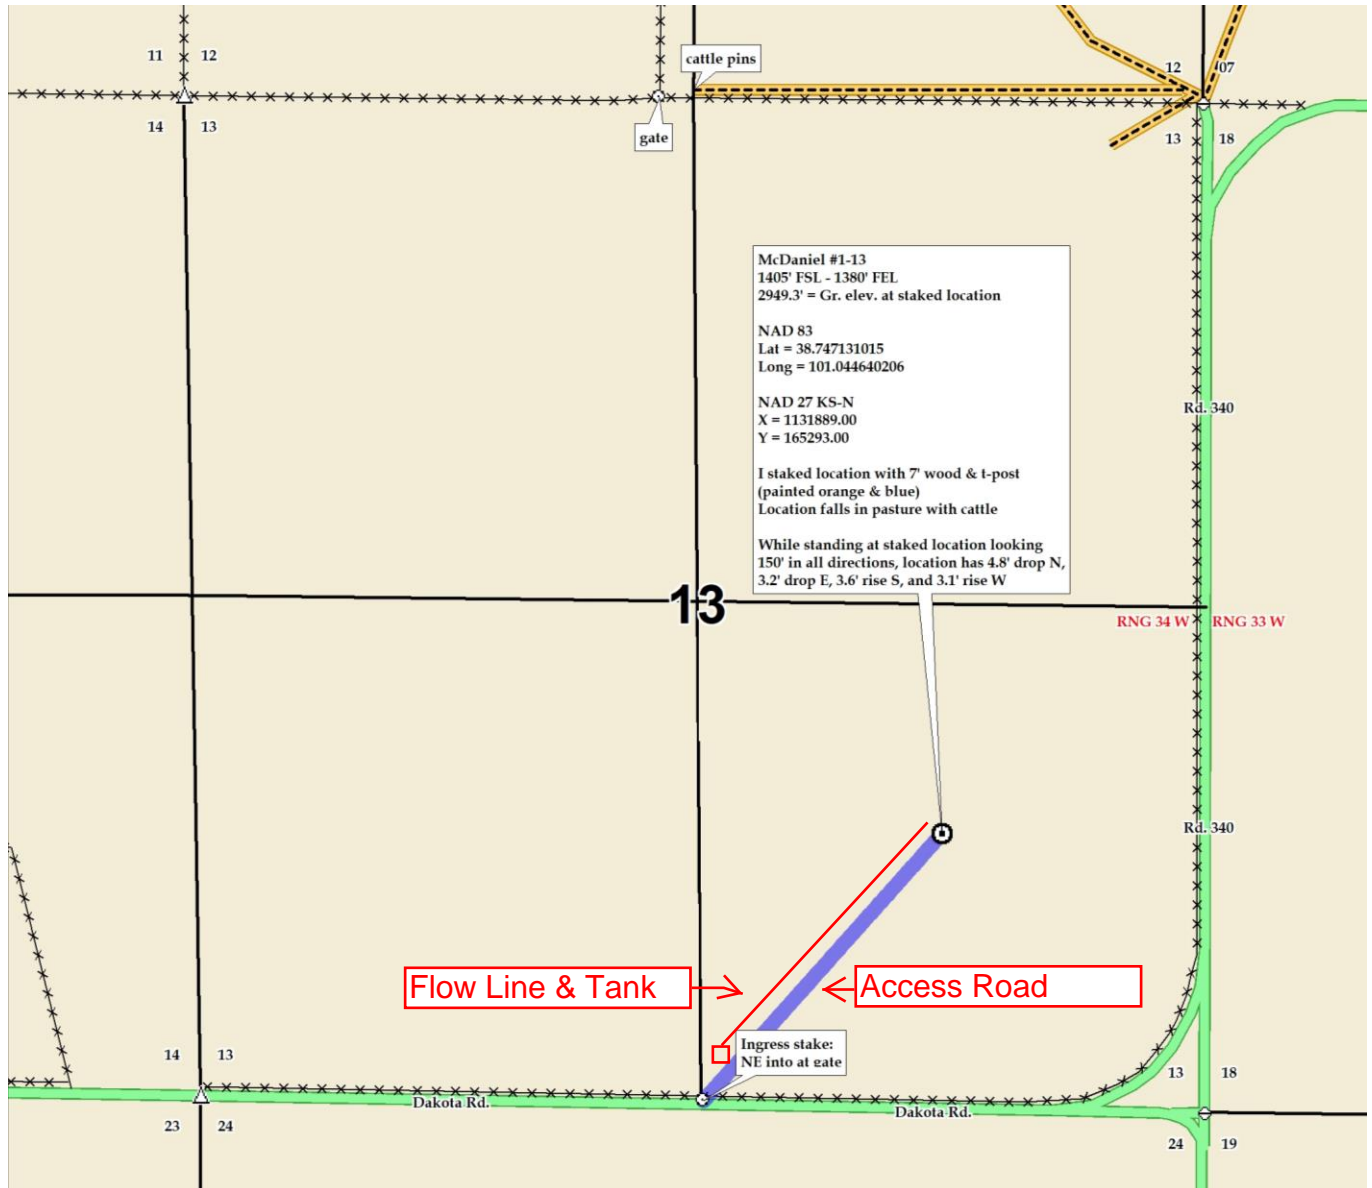 11
12
14
13
cattle pins
gate
12
07
13
18
McDaniel #1-13
1405' FSL - 1380' FEL
2949.3' = Gr. elev. at staked location
NAD 83
Lat = 38.747131015
Long = 101.044640206
NAD 27 KS-N
X = 1131889.00
Y = 165293.00
I staked location with 7' wood & t-post
(painted orange & blue)
Location falls in pasture with cattle
While standing at staked location looking
150' in all directions, location has 4.8' drop N,
3.2' drop E, 3.6' rise S, and 3.1' rise W
Rd. 340
13
RNG 34 W
RNG 33 W
Rd. 340
Flow Line & Tank
Access Road
Ingress stake:
NE into at gate
14
13
23
24
Dakota Rd.
Dakota Rd.
13
18
24
19